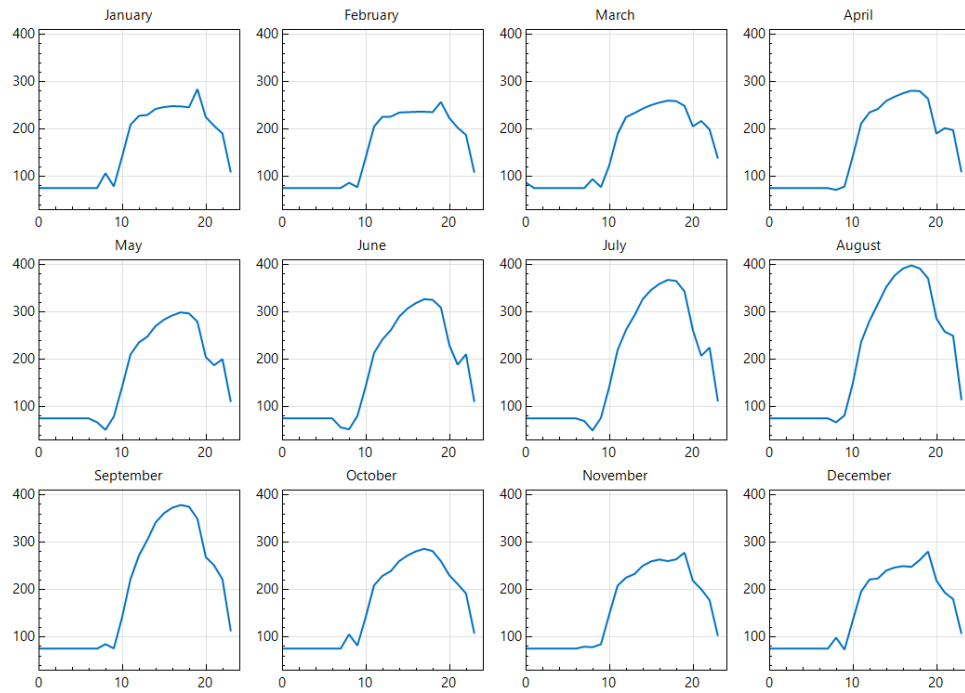 January February March April
400 400 400 400
300 300 300 300
200 200 200 200
100 100 100 100
0 10 20 0 10 20 0 10 20 0 10 20
May June July August
400 400 400 400
300 300 300 300
200 200 200 200
100 100 100 100
0 10 20 0 10 20 0 10 20 0 10 20
September October November December
400 400 400 400
300 300 300 300
200 200 200 200
100 100 100 100
0 10 20 0 10 20 0 10 20 0 10 20